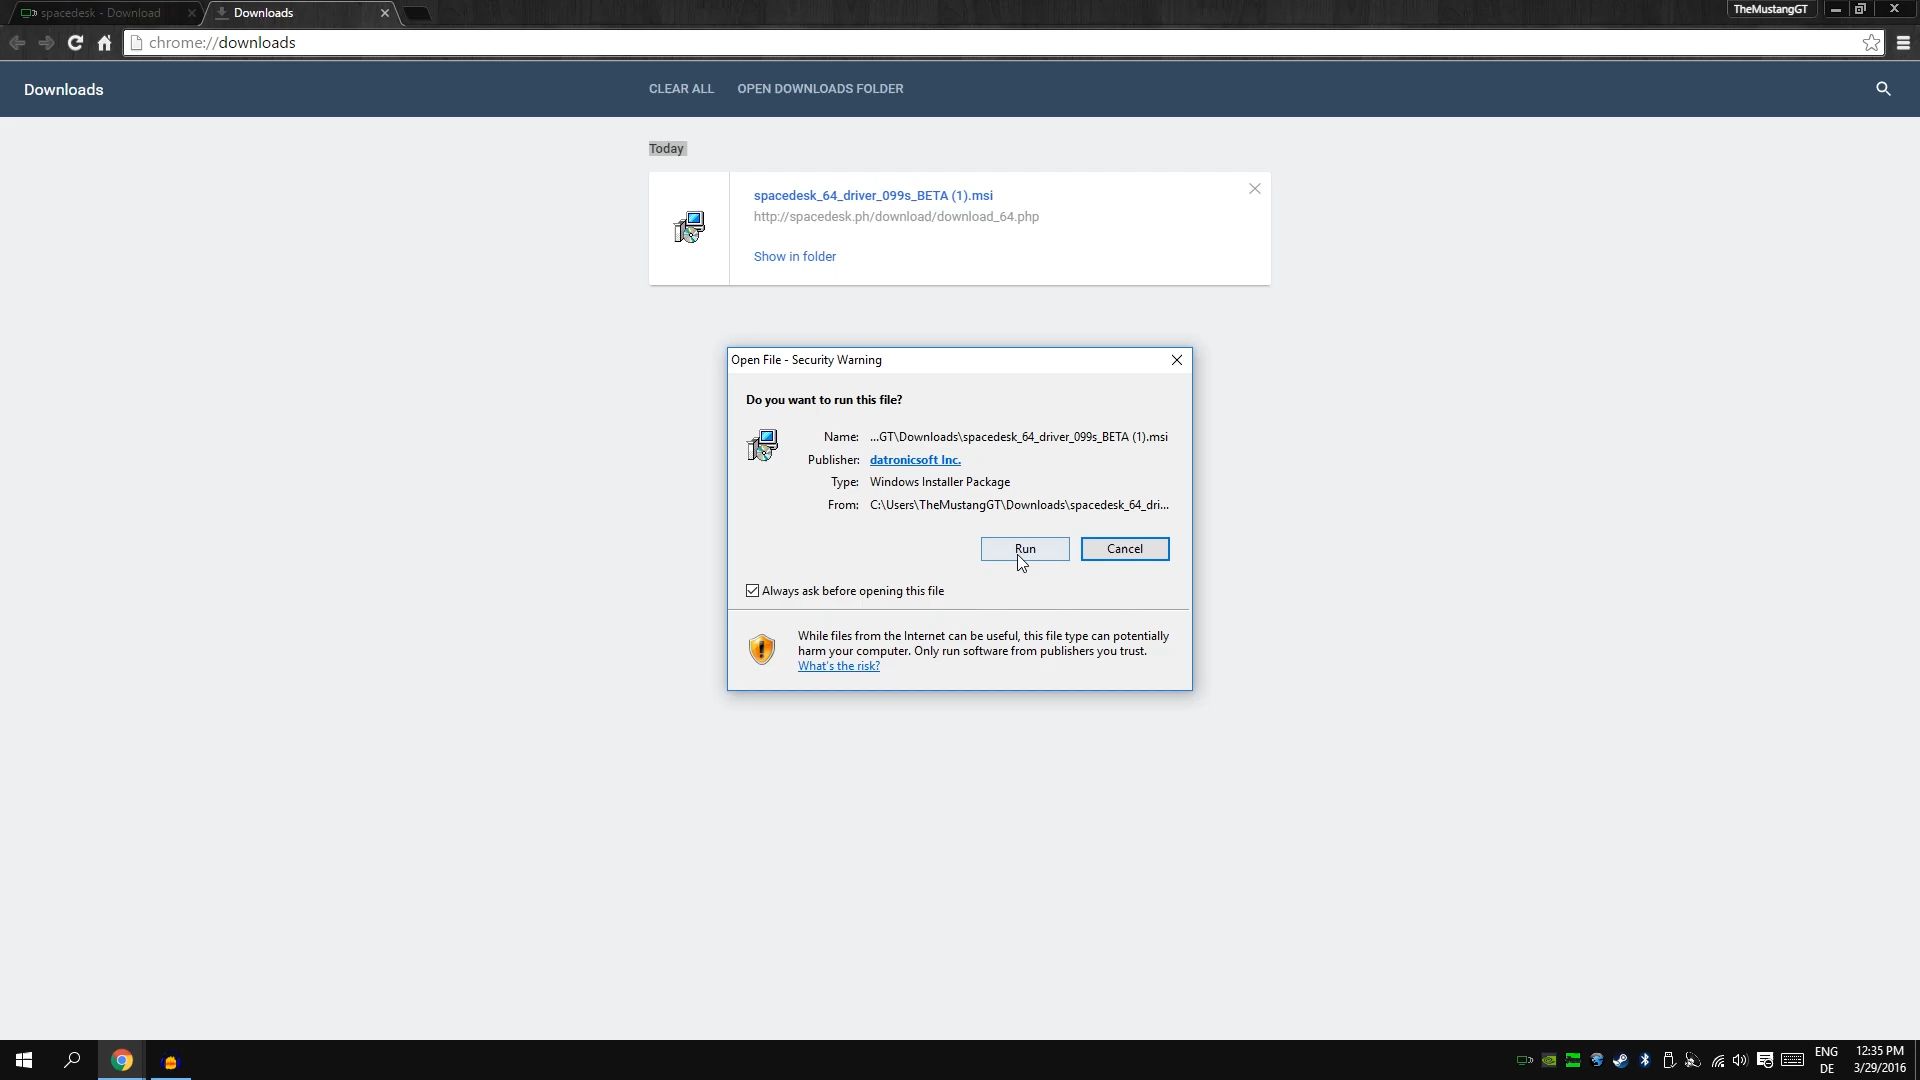 spacedesk - Download
Downloads
TheMustangGT
chrome://downloads
Downloads
CLEAR ALL
OPEN DOWNLOADS FOLDER
Today
spacedesk_64_driver_099s_BETA (1).msi
http://spacedesk.ph/download/download_64.php
Show in folder
Open File - Security Warning
Do you want to run this file?
Name: ...GT\Downloads\spacedesk_64_driver_099s_BETA (1).msi
Publisher: datronicsoft Inc.
Type: Windows Installer Package
From: C:\Users\TheMustangGT\Downloads\spacedesk_64_dri...
Run
Cancel
Always ask before opening this file
While files from the Internet can be useful, this file type can potentially
harm your computer. Only run software from publishers you trust.
What's the risk?
ENG
DE
12:35 PM
3/29/2016